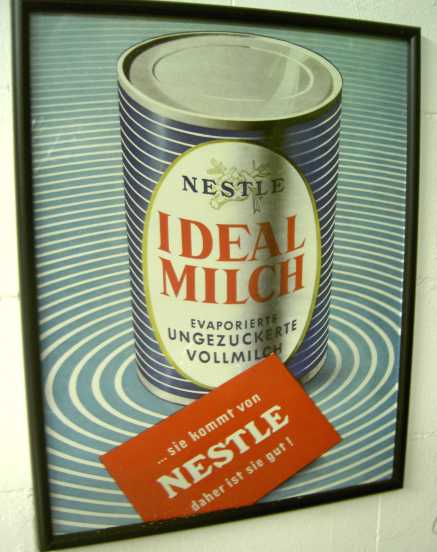 NESTLE
IDEAL
MILCH
EVAPORIERTE
UNGEZUCKERTE
VOLLMILCH
... sie kommt von
NESTLE
daher ist sie gut !